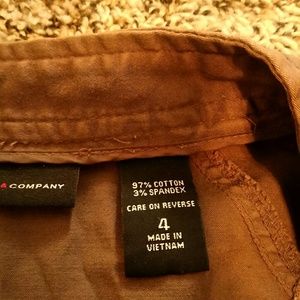 & COMPANY
97% COTTON
3% SPANDEX
CARE ON REVERSE
4
MADE IN
VIETNAM